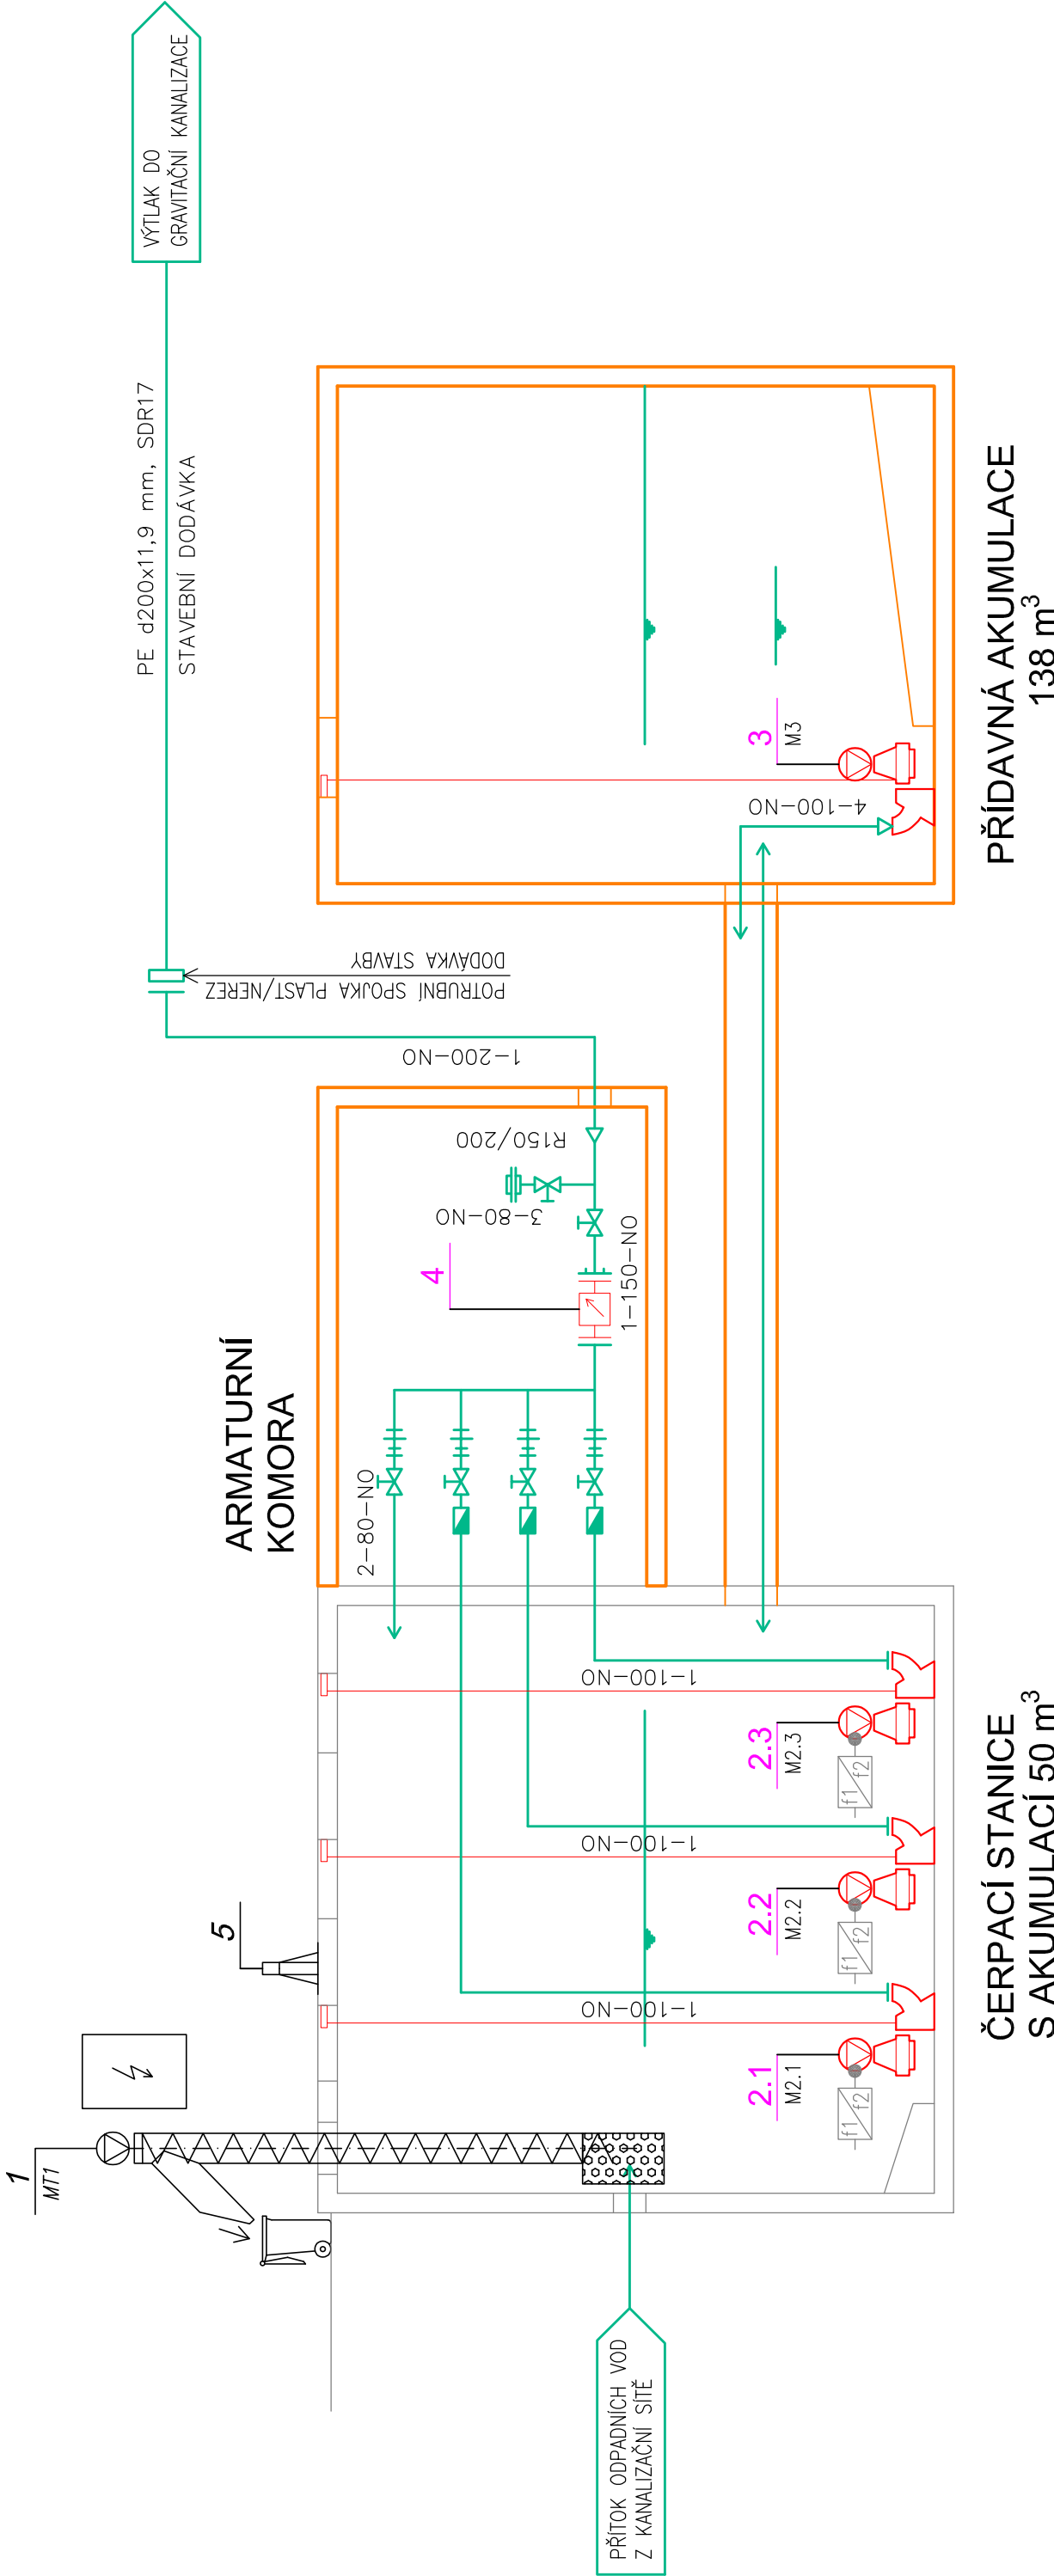 VÝTLAK DO
GRAVITAČNÍ KANALIZACE
PE d200x11,9 mm, SDR17
STAVEBNÍ DODÁVKA
POTRUBNÍ SPOJKA PLAST/NEREZ
DODÁVKA STAVBY
1-200-NO
ARMATURNÍ
KOMORA
R150/200
3-80-NO
4
1-150-NO
2-80-NO
1
MT1
5
1-100-NO
1-100-NO
1-100-NO
4-100-NO
2.1
M2.1
f1 f2
2.2
M2.2
f1 f2
2.3
M2.3
f1 f2
3
M3
PŘÍTOK ODPADNÍCH VOD
Z KANALIZAČNÍ SÍTĚ
ČERPACÍ STANICE
S AKUMULACÍ 50 m³
PŘÍDAVNÁ AKUMULACE
138 m³